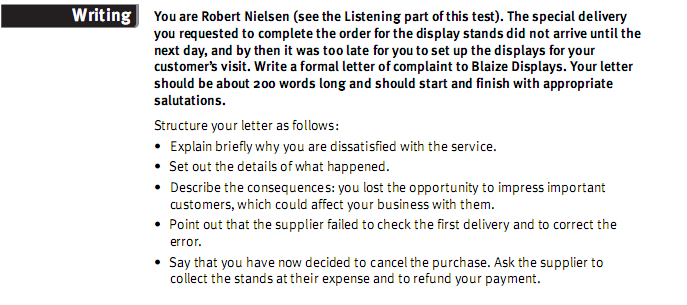 Writing
You are Robert Nielsen (see the Listening part of this test). The special delivery
you requested to complete the order for the display stands did not arrive until the
next day, and by then it was too late for you to set up the displays for your
customer's visit. Write a formal letter of complaint to Blaize Displays. Your letter
should be about 200 words long and should start and finish with appropriate
salutations.
Structure your letter as follows:
• Explain briefly why you are dissatisfied with the service.
• Set out the details of what happened.
• Describe the consequences: you lost the opportunity to impress important
customers, which could affect your business with them.
• Point out that the supplier failed to check the first delivery and to correct the
error.
• Say that you have now decided to cancel the purchase. Ask the supplier to
collect the stands at their expense and to refund your payment.